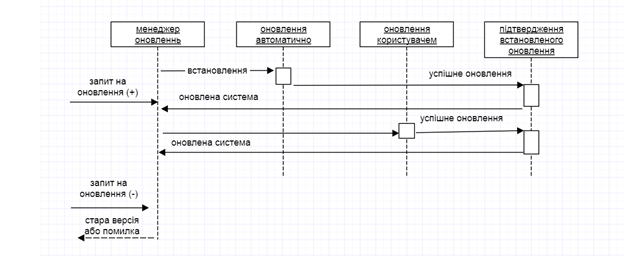 менеджер
оновленнь
оновлення
автоматично
оновлення
користувачем
підтвердження
встановленого
оновлення
встановлення
успішне оновлення
запит на
оновлення (+)
оновлена система
успішне оновлення
оновлена система
запит на
оновлення (-)
стара версія
або помилка